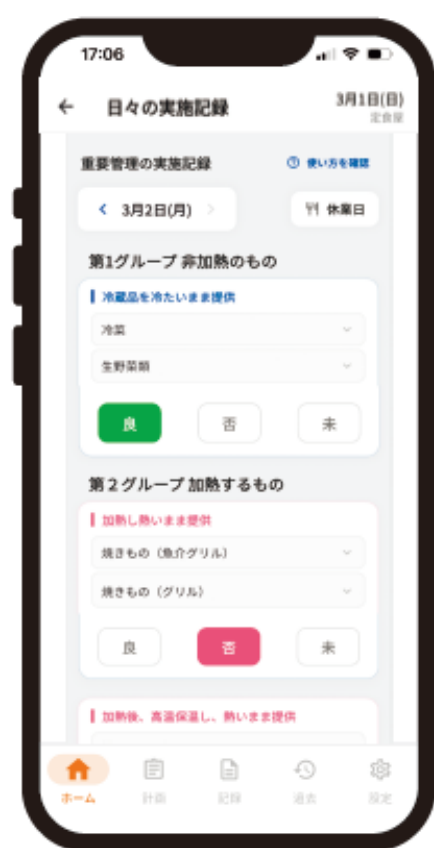 17:06
← 日々の実施記録
3月1日(日)
定食屋
重要管理の実施記録
使い方を確認
3月2日(月)
休業日
第1グループ 非加熱のもの
冷蔵品を冷たいまま提供
冷菜
生野菜類
良 否 未
第2グループ 加熱するもの
加熱し熱いまま提供
焼きもの(魚介グリル)
焼きもの(グリル)
良 否 未
加熱後、高温保温し、熱いまま提供
ホーム 計画 記録 過去 設定